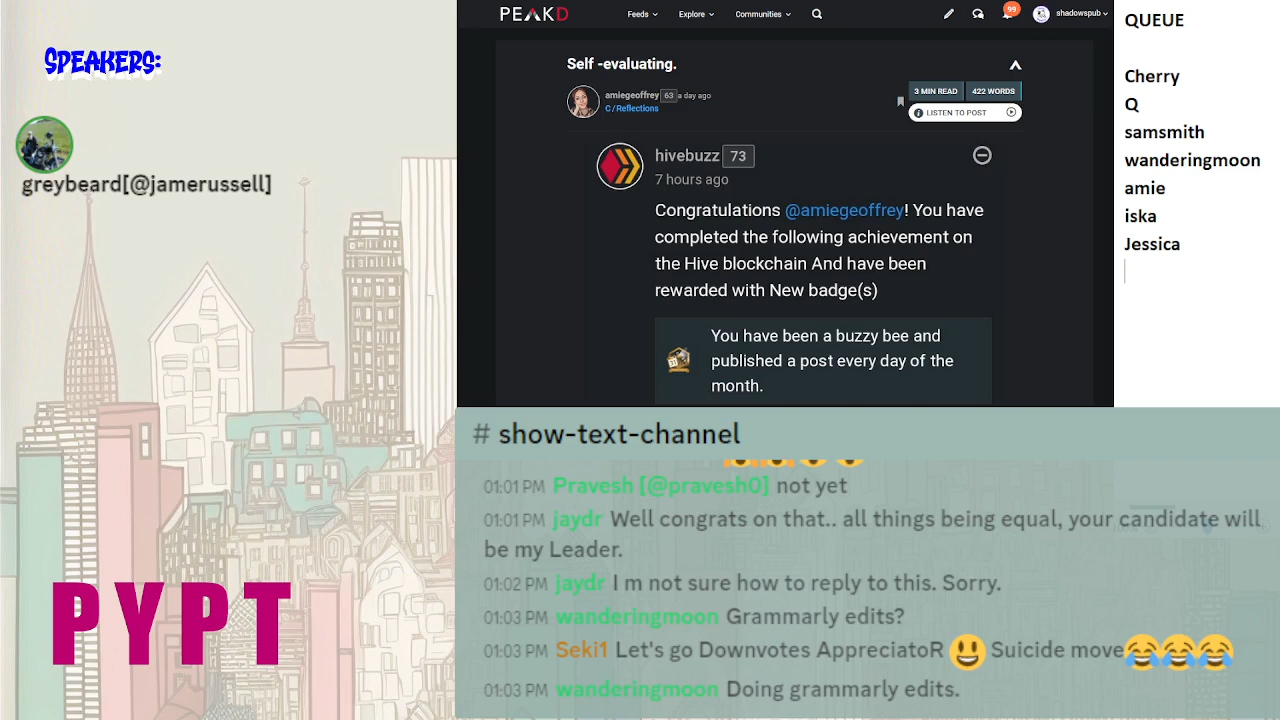 SPEAKERS:
greybeard[@jamerussell]
PYPT
PEAKD
Feeds
Explore
Communities
99
shadowspub
Self -evaluating.
amiegeoffrey 63 a day ago
C / Reflections
3 MIN READ
422 WORDS
LISTEN TO POST
hivebuzz 73
7 hours ago
Congratulations @amiegeoffrey! You have
completed the following achievement on
the Hive blockchain And have been
rewarded with New badge(s)
You have been a buzzy bee and
published a post every day of the
month.
QUEUE
Cherry
Q
samsmith
wanderingmoon
amie
iska
Jessica
# show-text-channel
01:01 PM Pravesh [@pravesh0] not yet
01:01 PM jaydr Well congrats on that.. all things being equal, your candidate will
be my Leader.
01:02 PM jaydr I m not sure how to reply to this. Sorry.
01:03 PM wanderingmoon Grammarly edits?
01:03 PM Seki1 Let's go Downvotes AppreciatoR 😃 Suicide move😂😂😂
01:03 PM wanderingmoon Doing grammarly edits.